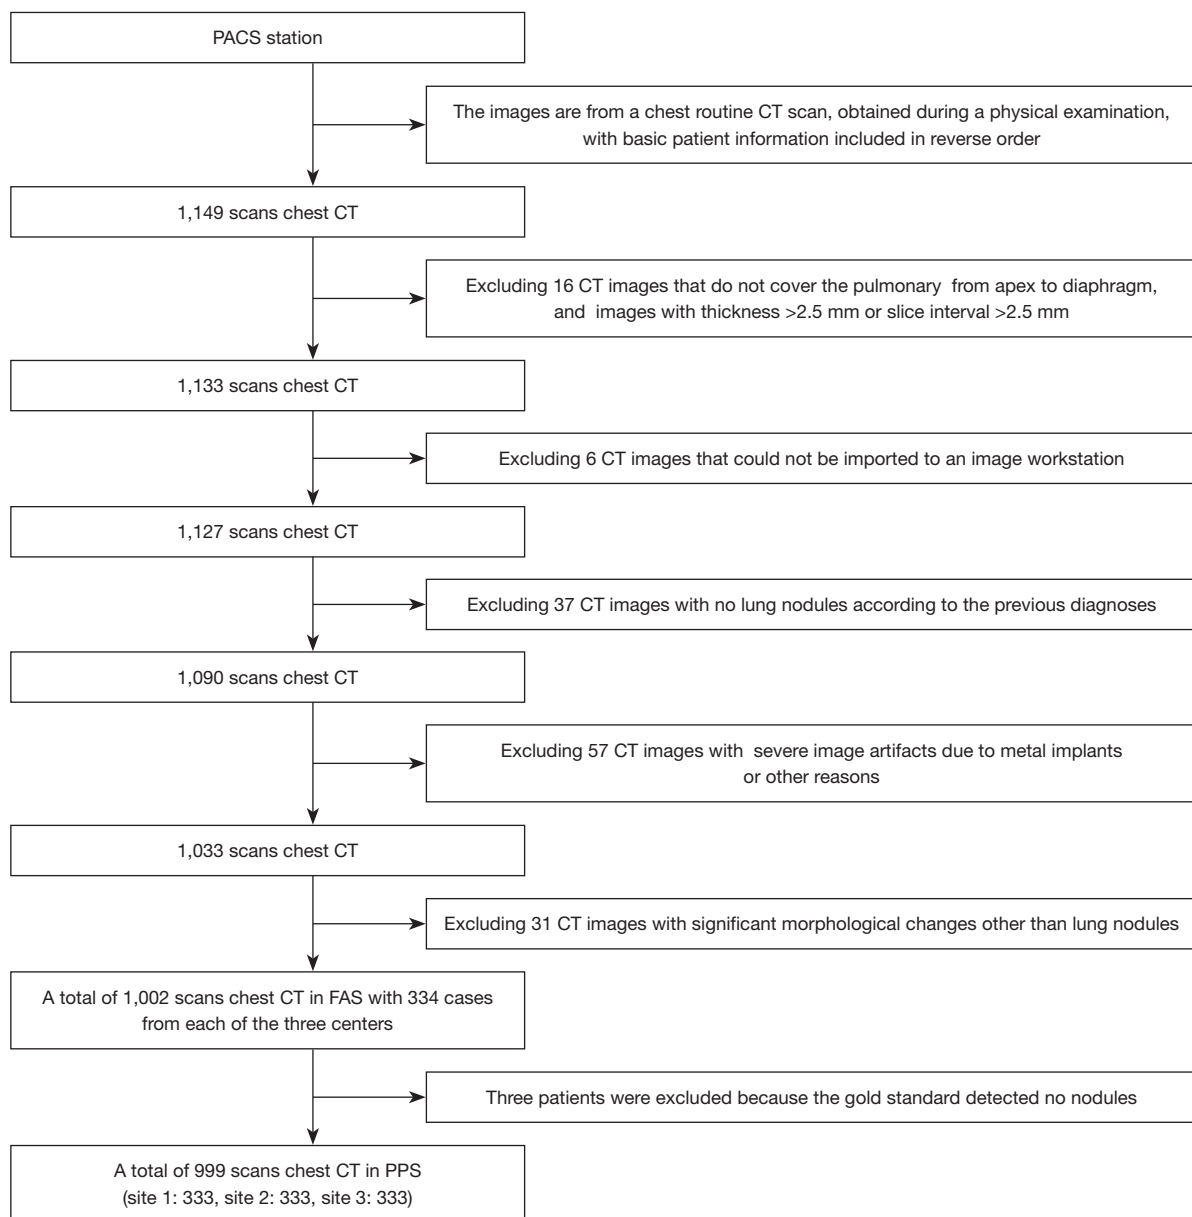 PACS station
The images are from a chest routine CT scan, obtained during a physical examination,
with basic patient information included in reverse order
1,149 scans chest CT
Excluding 16 CT images that do not cover the pulmonary from apex to diaphragm,
and images with thickness >2.5 mm or slice interval >2.5 mm
1,133 scans chest CT
Excluding 6 CT images that could not be imported to an image workstation
1,127 scans chest CT
Excluding 37 CT images with no lung nodules according to the previous diagnoses
1,090 scans chest CT
Excluding 57 CT images with severe image artifacts due to metal implants
or other reasons
1,033 scans chest CT
Excluding 31 CT images with significant morphological changes other than lung nodules
A total of 1,002 scans chest CT in FAS with 334 cases
from each of the three centers
Three patients were excluded because the gold standard detected no nodules
A total of 999 scans chest CT in PPS
(site 1: 333, site 2: 333, site 3: 333)